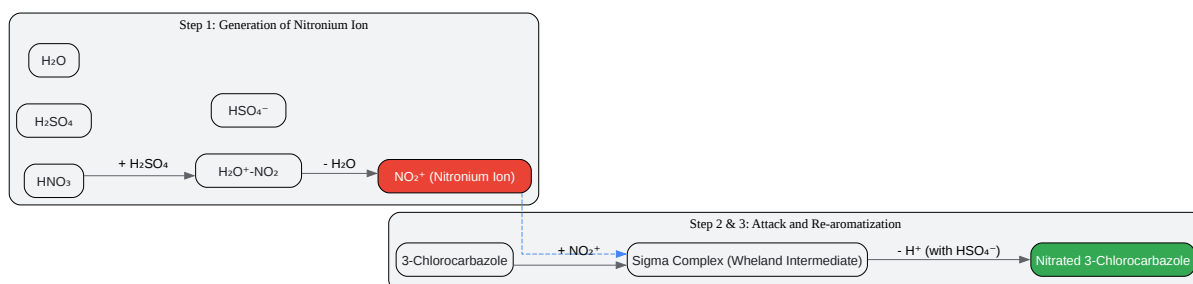 Step 1: Generation of Nitronium Ion
H₂O
H₂SO₄
HSO₄⁻
HNO₃
+ H₂SO₄
H₂O⁺-NO₂
- H₂O
NO₂⁺ (Nitronium Ion)
Step 2 & 3: Attack and Re-aromatization
3-Chlorocarbazole
+ NO₂⁺
Sigma Complex (Wheland Intermediate)
- H⁺ (with HSO₄⁻)
Nitrated 3-Chlorocarbazole